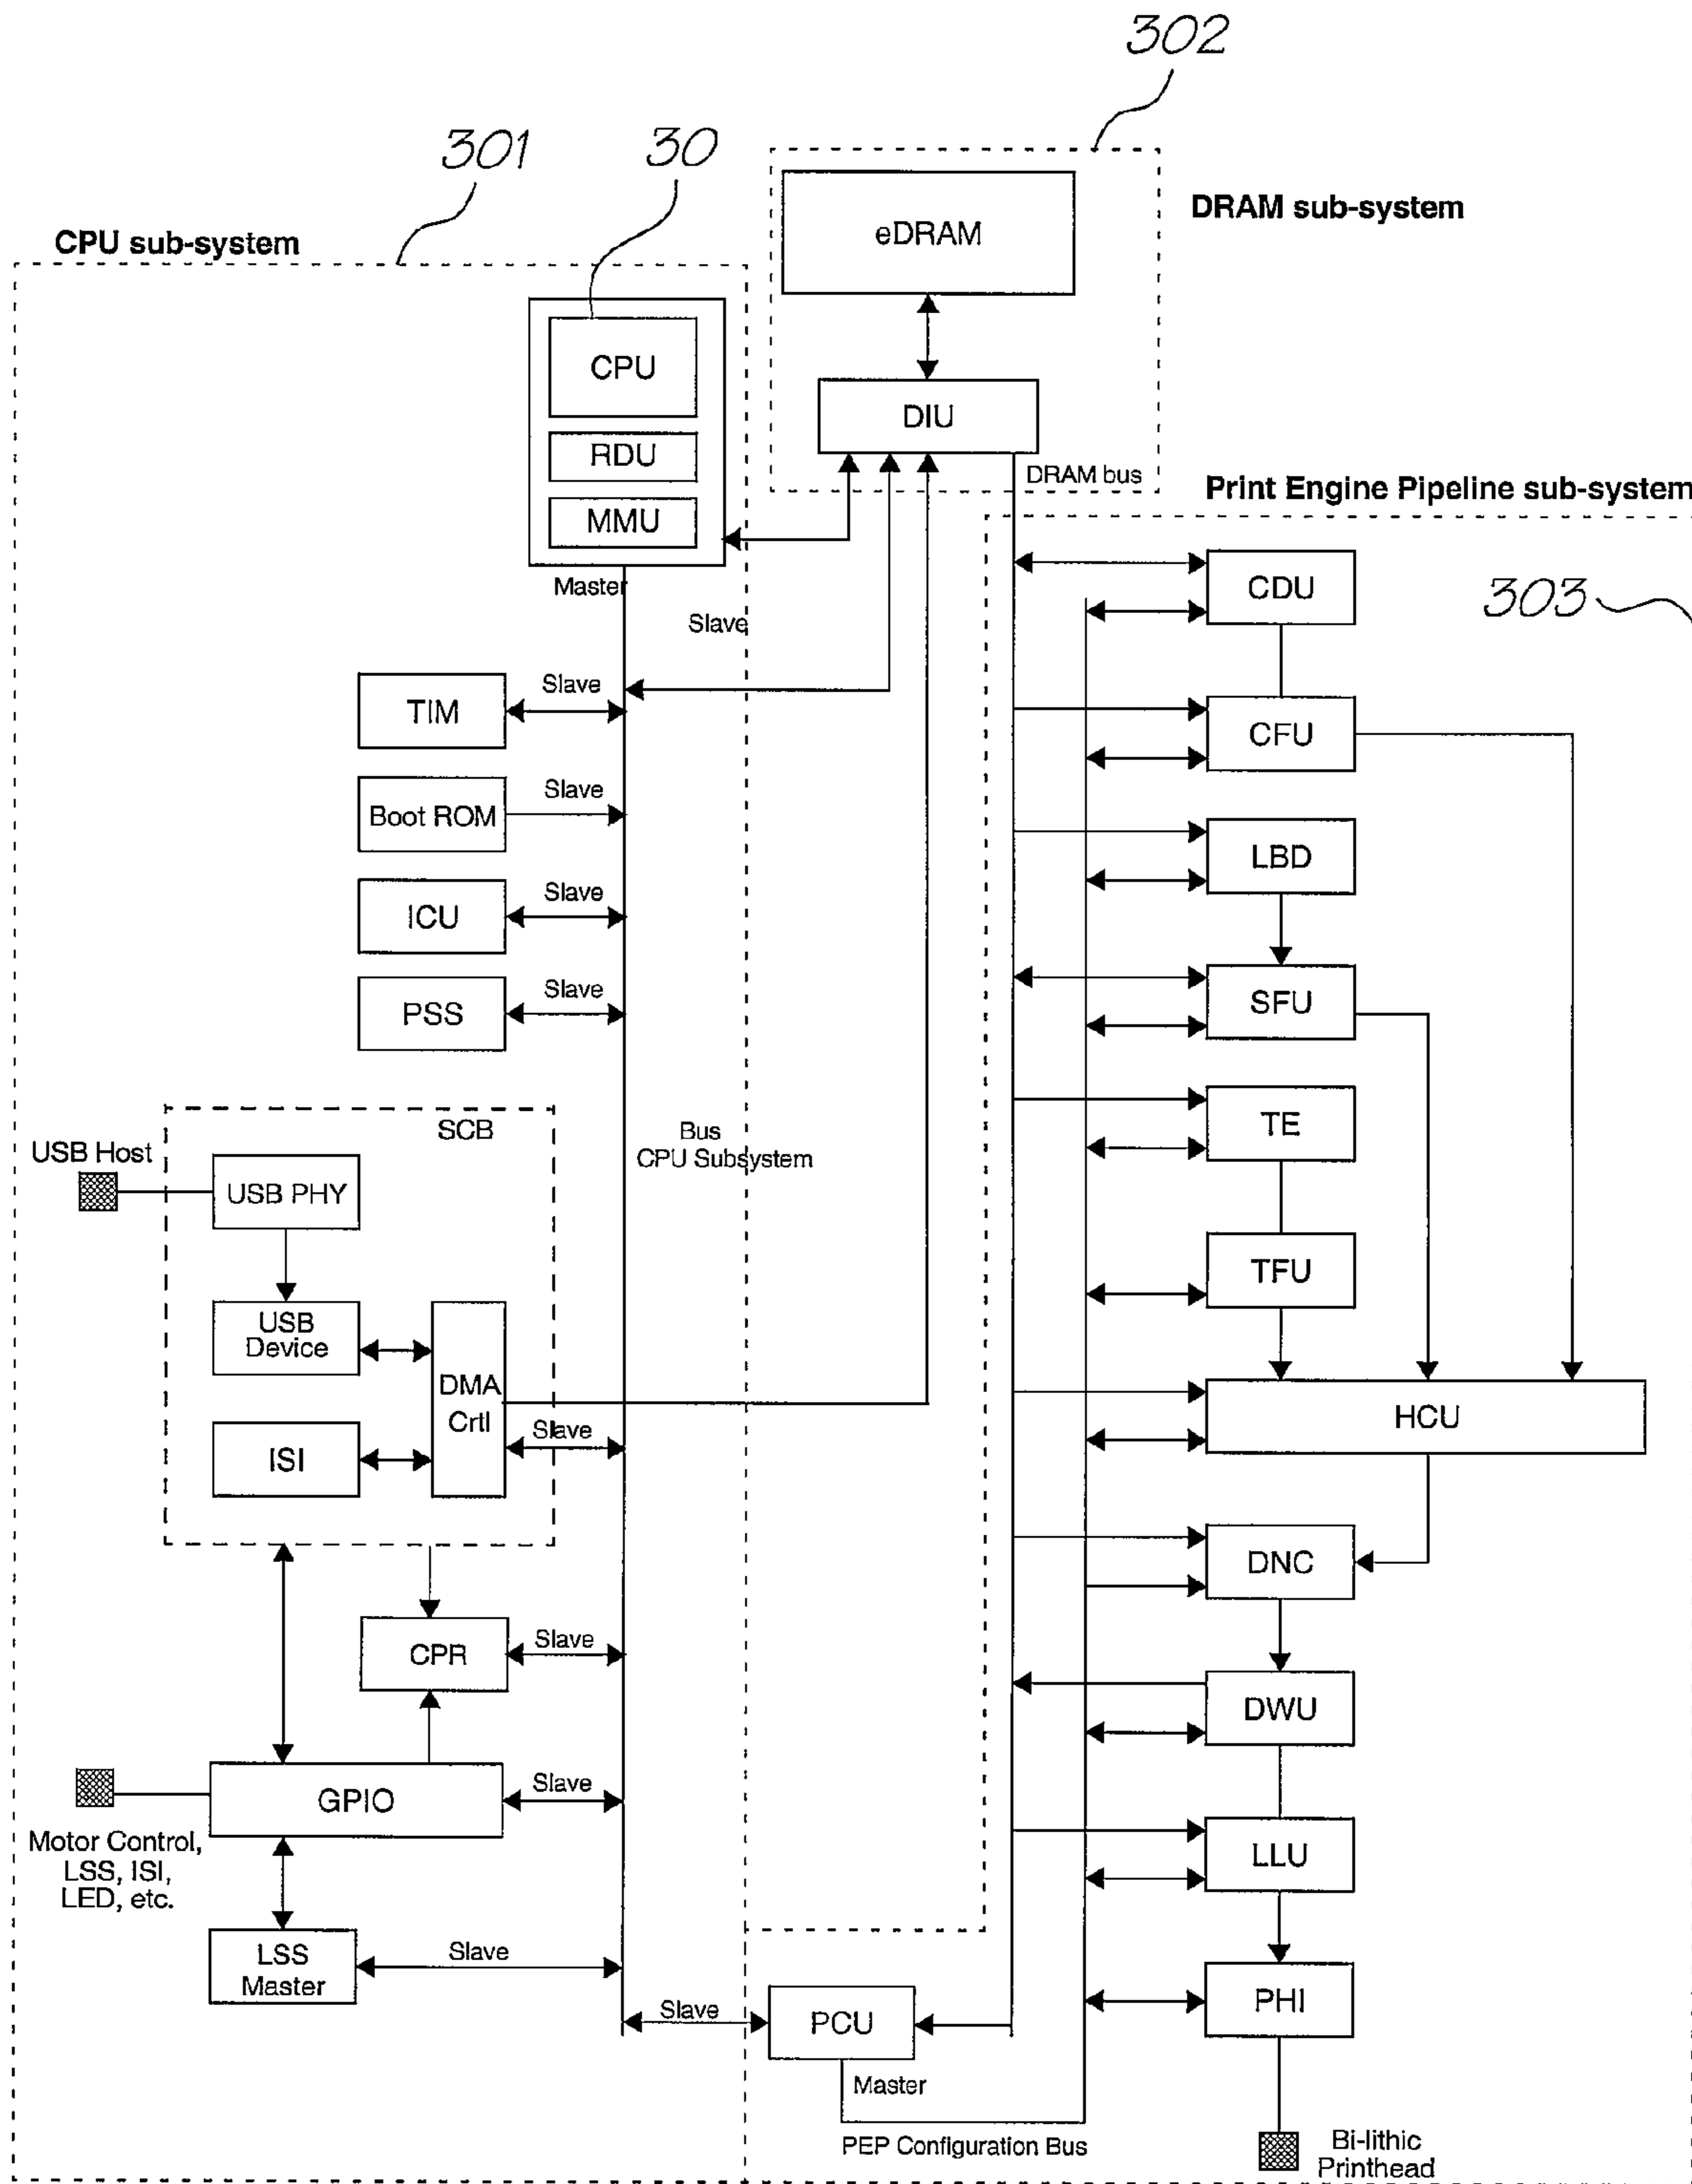 302
301
30
DRAM sub-system
CPU sub-system
eDRAM
CPU
DIU
RDU
DRAM bus
Print Engine Pipeline sub-system
MMU
Master
Slave
CDU
303
TIM
Slave
CFU
Boot ROM
Slave
LBD
ICU
Slave
PSS
Slave
SFU
SCB
Bus
CPU Subsystem
TE
USB Host
USB PHY
TFU
USB
Device
DMA
Crtl
Slave
HCU
ISI
DNC
CPR
Slave
DWU
GPIO
Slave
Motor Control,
LSS, ISI,
LED, etc.
LLU
LSS
Master
Slave
PHI
Slave
PCU
Master
PEP Configuration Bus
Bi-lithic
Printhead